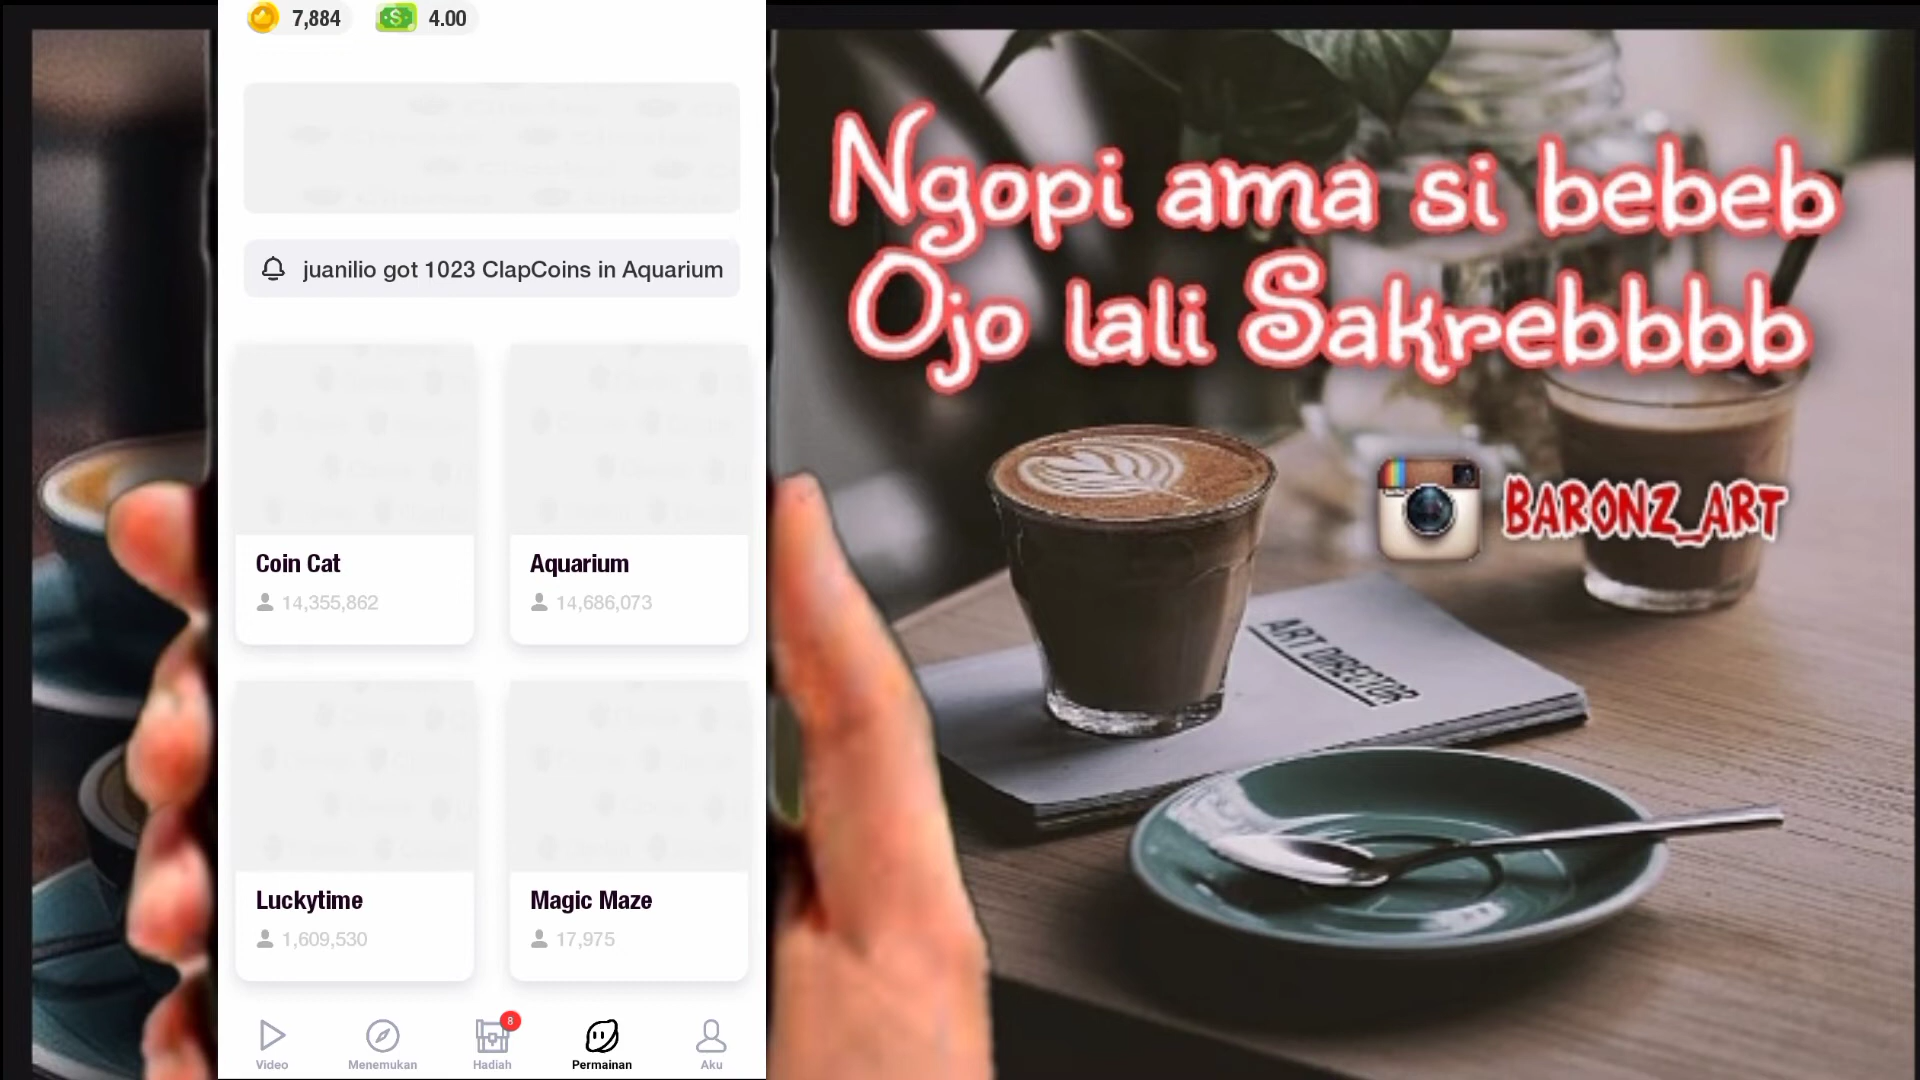 7,884
4.00
juanilio got 1023 ClapCoins in Aquarium
Coin Cat
14,355,862
Aquarium
14,686,073
Luckytime
1,609,530
Magic Maze
17,975
Video
Menemukan
8
Hadiah
Permainan
Aku
Ngopi ama si bebeb
Ojo lali Sakrebbbb
BARONZ_ART
ART DIRECTOR